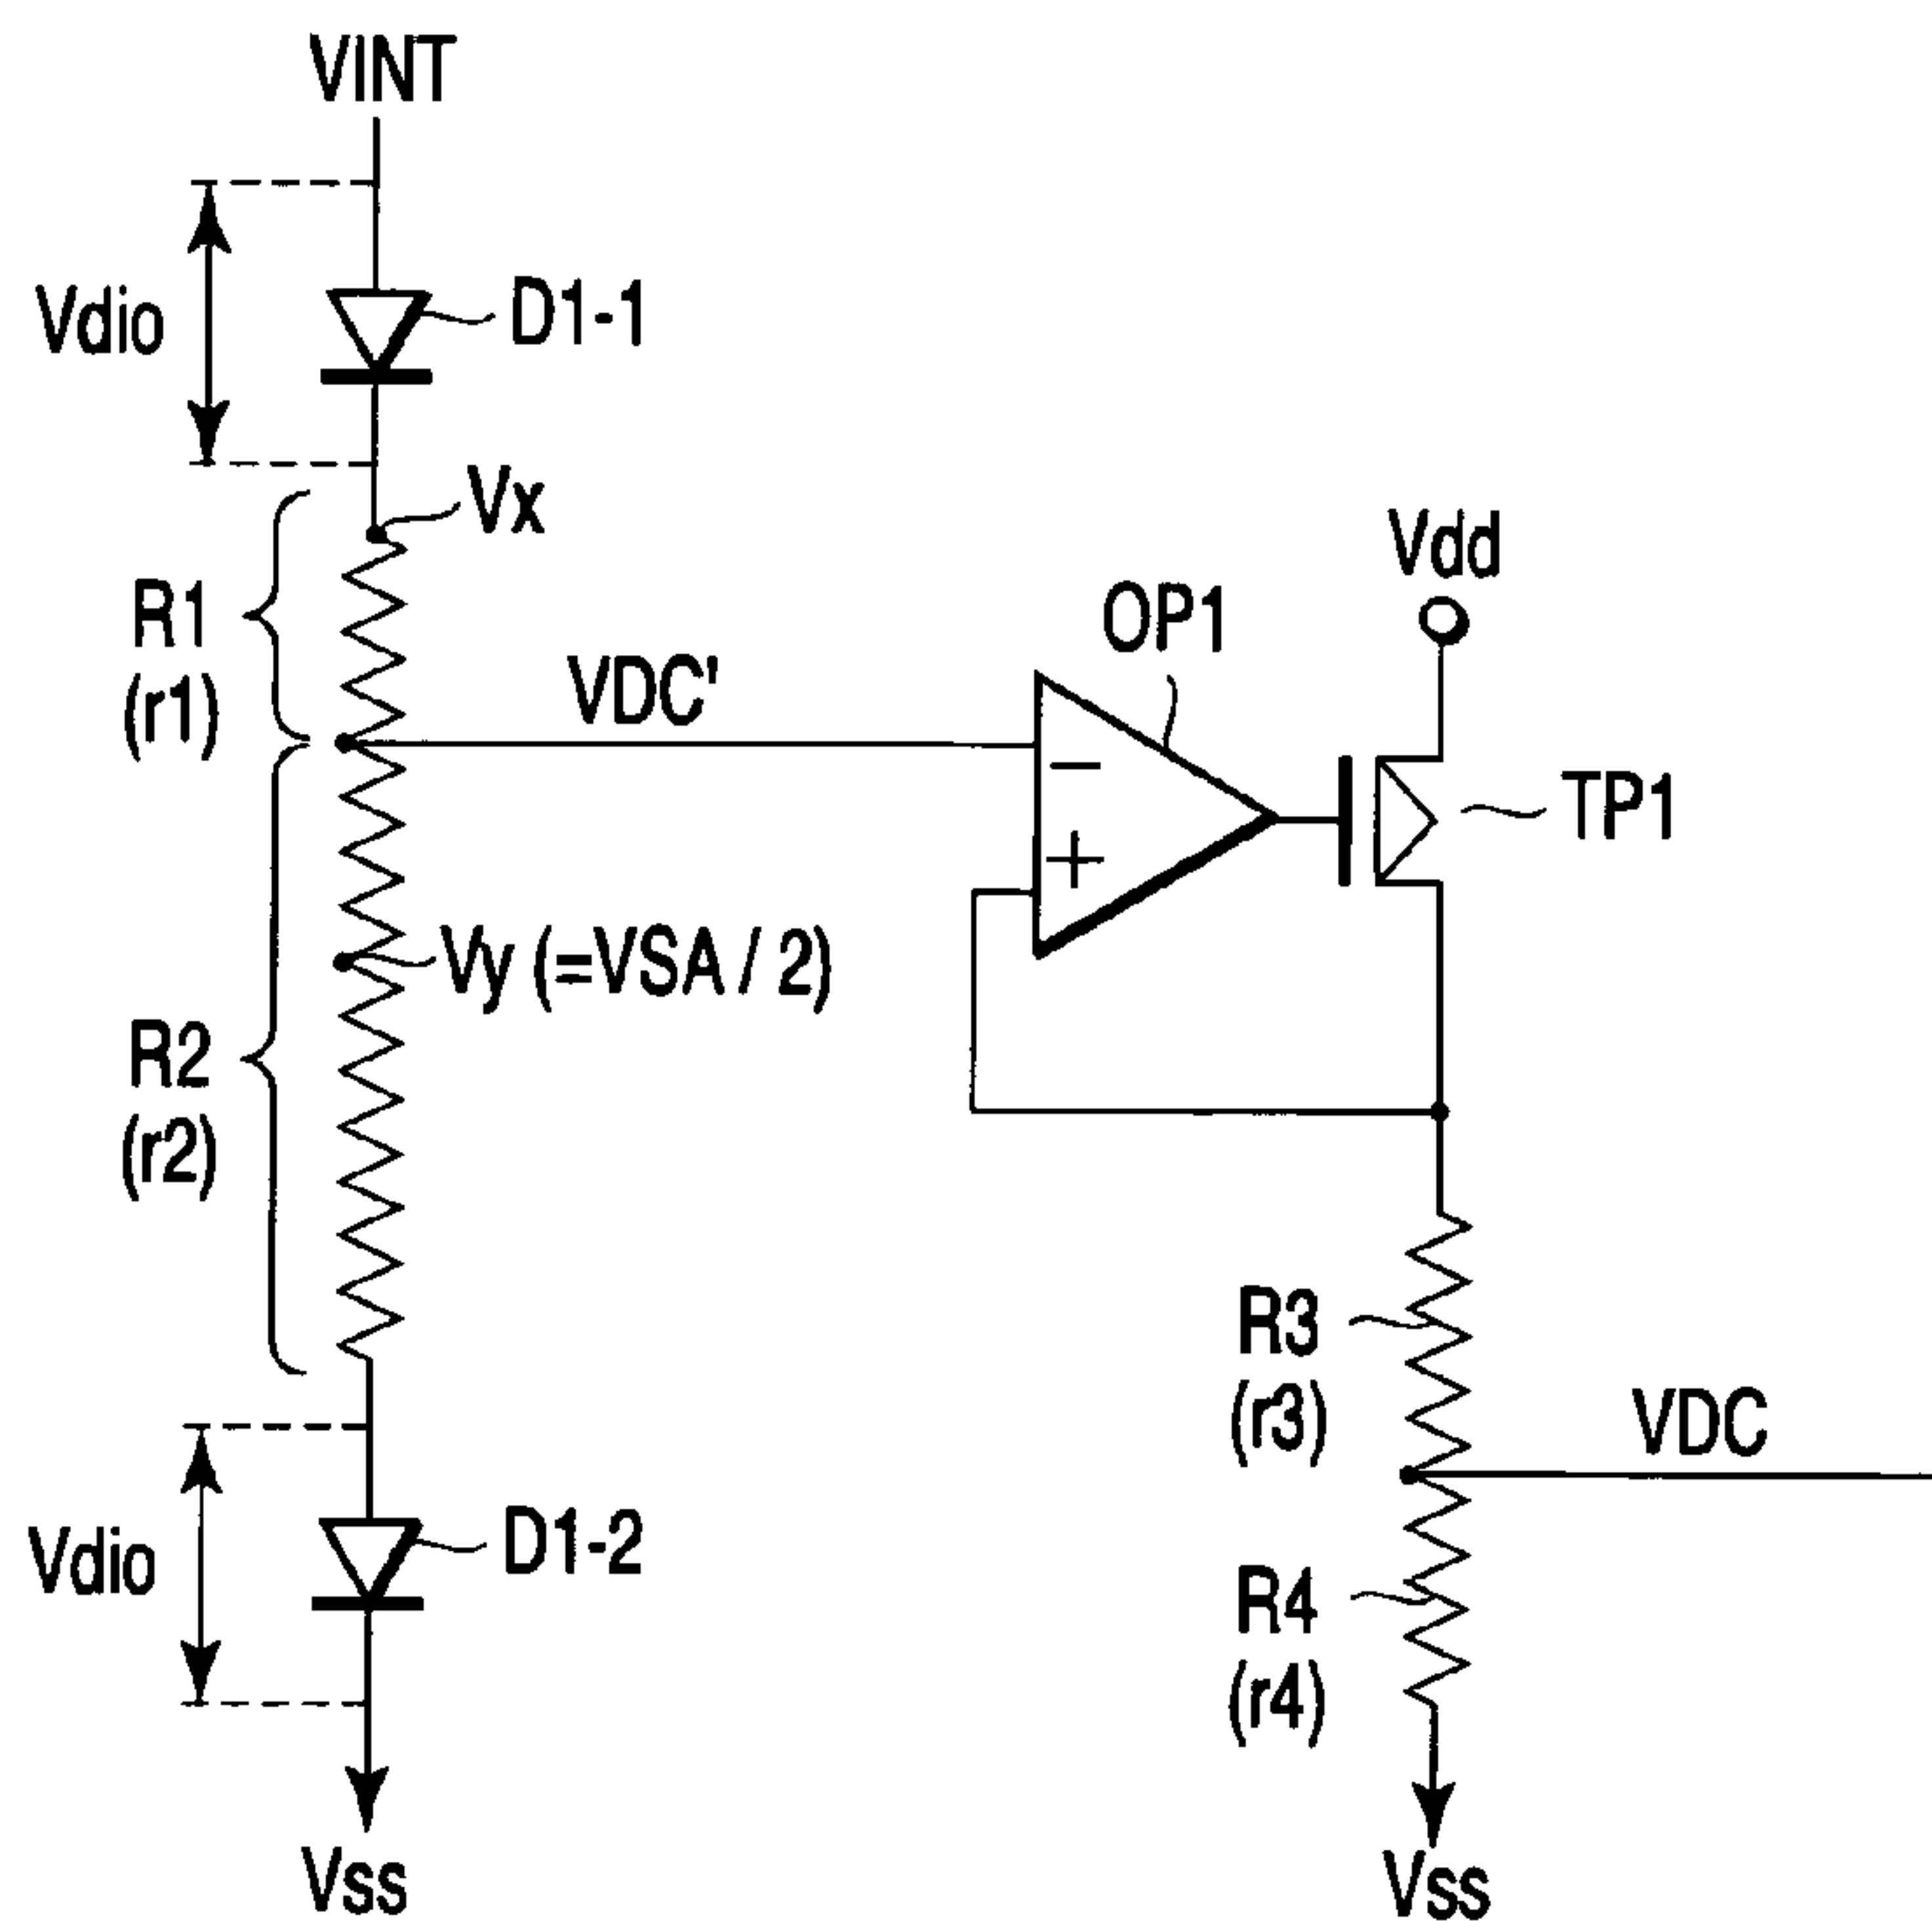 VINT
Vdio
D1-1
Vx
R1
(r1)
VDC'
OP1
Vdd
TP1
−
+
Vy (=VSA / 2)
R2
(r2)
R3
(r3)
VDC
Vdio
D1-2
R4
(r4)
Vss
Vss